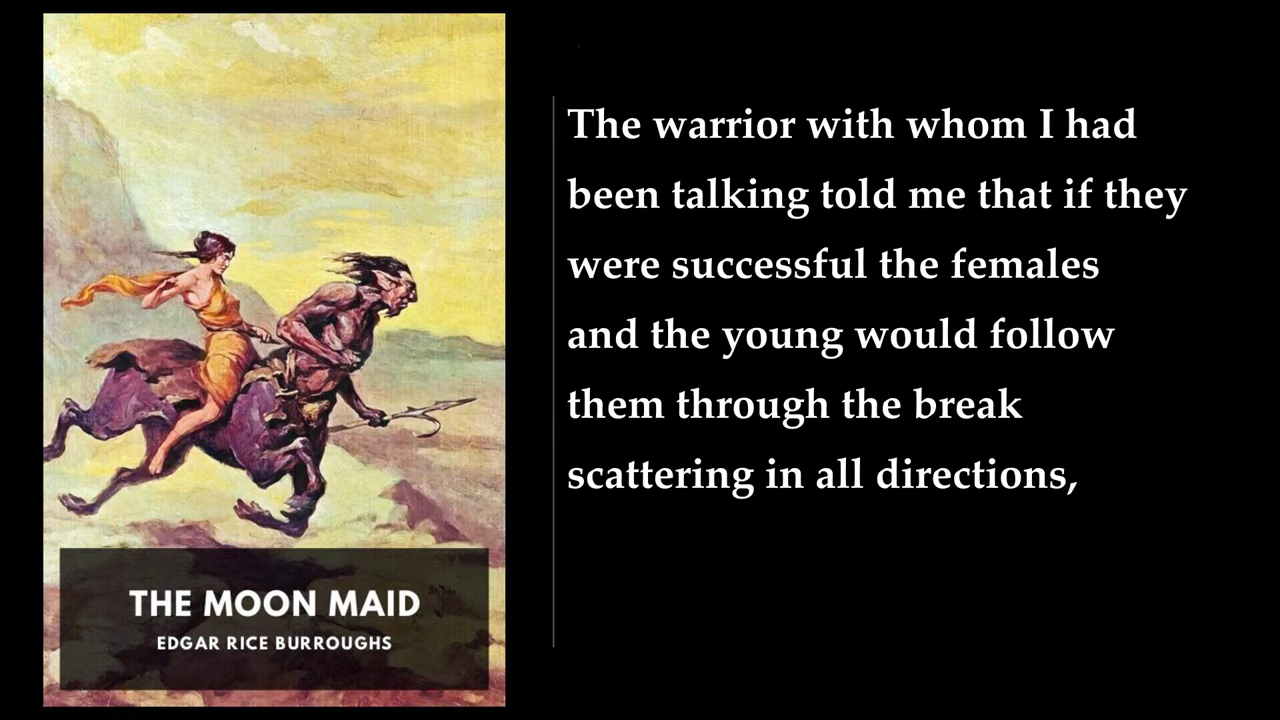 THE MOON MAID
EDGAR RICE BURROUGHS
The warrior with whom I had
been talking told me that if they
were successful the females
and the young would follow
them through the break
scattering in all directions,